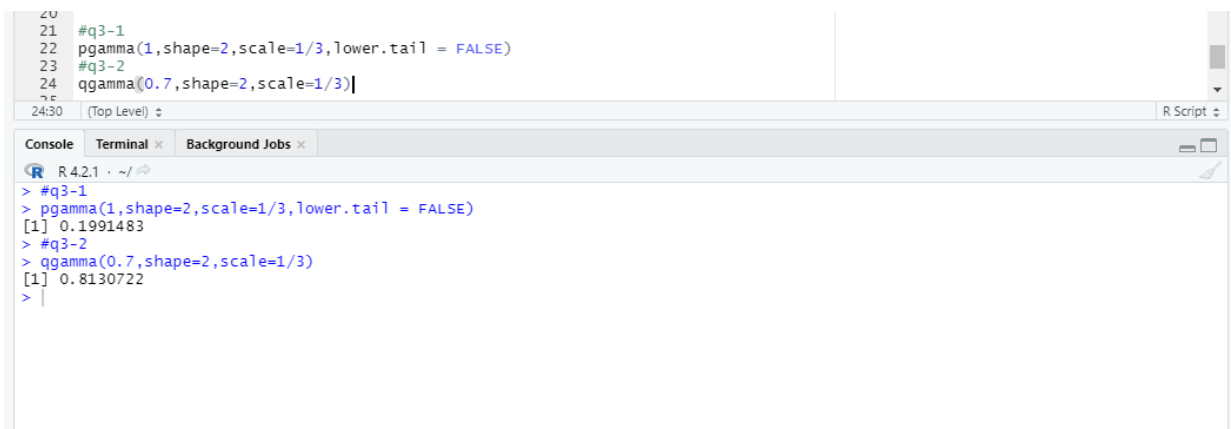 20
21 #q3-1
22 pgamma(1,shape=2,scale=1/3,lower.tail = FALSE)
23 #q3-2
24 qgamma(0.7,shape=2,scale=1/3)
25
24:30 (Top Level) R Script
Console Terminal × Background Jobs ×
R R 4.2.1 · ~/
> #q3-1
> pgamma(1,shape=2,scale=1/3,lower.tail = FALSE)
[1] 0.1991483
> #q3-2
> qgamma(0.7,shape=2,scale=1/3)
[1] 0.8130722
>